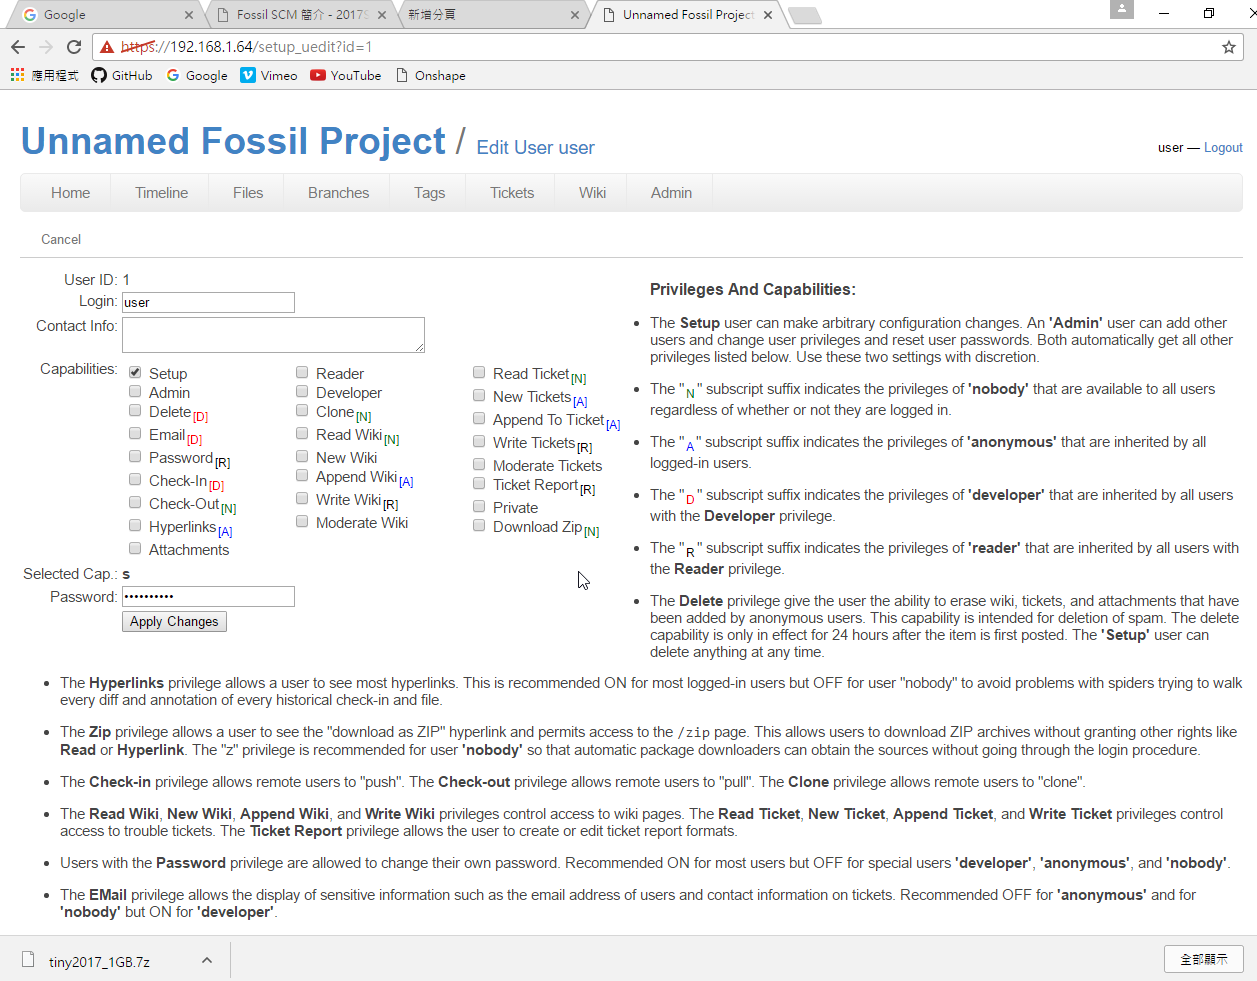 Google
Fossil SCM 簡介 - 2017S
新增分頁
Unnamed Fossil Project
https://192.168.1.64/setup_uedit?id=1
應用程式 GitHub Google Vimeo YouTube Onshape
Unnamed Fossil Project / Edit User user
user — Logout
Home Timeline Files Branches Tags Tickets Wiki Admin
Cancel
User ID: 1
Login: user
Contact Info:
Capabilities:
Setup
Admin
Delete[D]
Email[D]
Password[R]
Check-In[D]
Check-Out[N]
Hyperlinks[A]
Attachments
Reader
Developer
Clone[N]
Read Wiki[N]
New Wiki
Append Wiki[A]
Write Wiki[R]
Moderate Wiki
Read Ticket[N]
New Tickets[A]
Append To Ticket[A]
Write Tickets[R]
Moderate Tickets
Ticket Report[R]
Private
Download Zip[N]
Selected Cap.: s
Password: ••••••••••
Apply Changes
Privileges And Capabilities:
• The Setup user can make arbitrary configuration changes. An 'Admin' user can add other
users and change user privileges and reset user passwords. Both automatically get all other
privileges listed below. Use these two settings with discretion.
• The "N" subscript suffix indicates the privileges of 'nobody' that are available to all users
regardless of whether or not they are logged in.
• The "A" subscript suffix indicates the privileges of 'anonymous' that are inherited by all
logged-in users.
• The "D" subscript suffix indicates the privileges of 'developer' that are inherited by all users
with the Developer privilege.
• The "R" subscript suffix indicates the privileges of 'reader' that are inherited by all users with
the Reader privilege.
• The Delete privilege give the user the ability to erase wiki, tickets, and attachments that have
been added by anonymous users. This capability is intended for deletion of spam. The delete
capability is only in effect for 24 hours after the item is first posted. The 'Setup' user can
delete anything at any time.
• The Hyperlinks privilege allows a user to see most hyperlinks. This is recommended ON for most logged-in users but OFF for user "nobody" to avoid problems with spiders trying to walk
every diff and annotation of every historical check-in and file.
• The Zip privilege allows a user to see the "download as ZIP" hyperlink and permits access to the /zip page. This allows users to download ZIP archives without granting other rights like
Read or Hyperlink. The "z" privilege is recommended for user 'nobody' so that automatic package downloaders can obtain the sources without going through the login procedure.
• The Check-in privilege allows remote users to "push". The Check-out privilege allows remote users to "pull". The Clone privilege allows remote users to "clone".
• The Read Wiki, New Wiki, Append Wiki, and Write Wiki privileges control access to wiki pages. The Read Ticket, New Ticket, Append Ticket, and Write Ticket privileges control
access to trouble tickets. The Ticket Report privilege allows the user to create or edit ticket report formats.
• Users with the Password privilege are allowed to change their own password. Recommended ON for most users but OFF for special users 'developer', 'anonymous', and 'nobody'.
• The EMail privilege allows the display of sensitive information such as the email address of users and contact information on tickets. Recommended OFF for 'anonymous' and for
'nobody' but ON for 'developer'.
tiny2017_1GB.7z
全部顯示